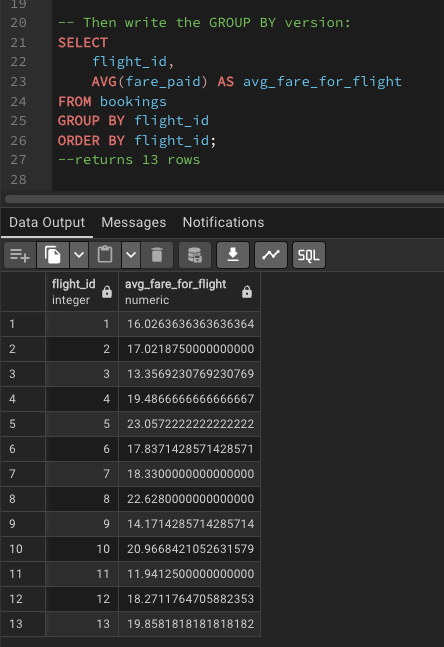 19
20 -- Then write the GROUP BY version:
21 SELECT
22 flight_id,
23 AVG(fare_paid) AS avg_fare_for_flight
24 FROM bookings
25 GROUP BY flight_id
26 ORDER BY flight_id;
27 --returns 13 rows
28
Data Output Messages Notifications
SQL
flight_id avg_fare_for_flight
integer numeric
1 1 16.0263636363636364
2 2 17.0218750000000000
3 3 13.3569230769230769
4 4 19.4866666666666667
5 5 23.0572222222222222
6 6 17.8371428571428571
7 7 18.3300000000000000
8 8 22.6280000000000000
9 9 14.1714285714285714
10 10 20.9668421052631579
11 11 11.9412500000000000
12 12 18.2711764705882353
13 13 19.8581818181818182